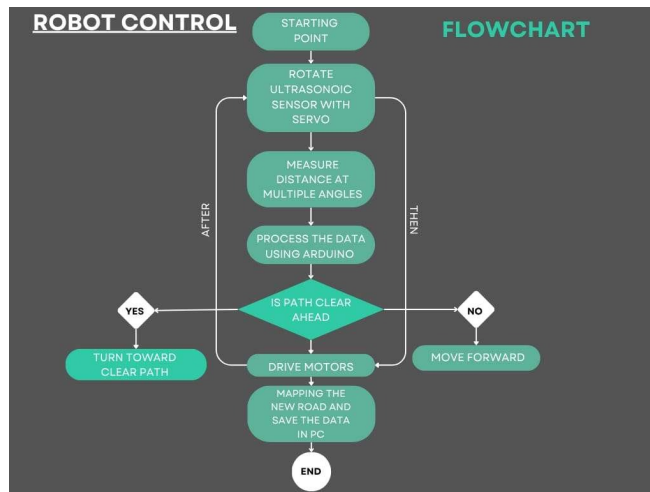 ROBOT CONTROL
FLOWCHART
STARTING
POINT
ROTATE
ULTRASONOIC
SENSOR WITH
SERVO
MEASURE
DISTANCE AT
MULTIPLE ANGLES
AFTER
THEN
PROCESS THE DATA
USING ARDUINO
IS PATH CLEAR
AHEAD
YES
NO
TURN TOWARD
CLEAR PATH
DRIVE MOTORS
MOVE FORWARD
MAPPING THE
NEW ROAD AND
SAVE THE DATA
IN PC
END